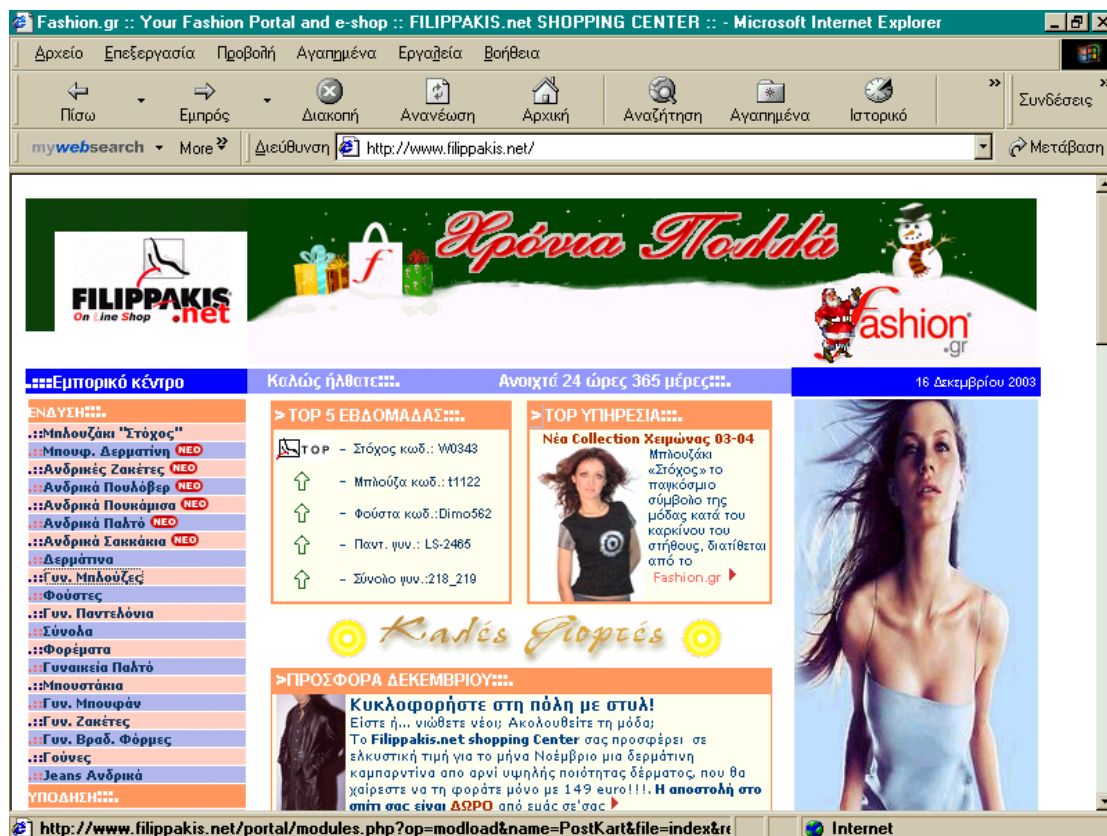 Fashion.gr :: Your Fashion Portal and e-shop :: FILIPPAKIS.net SHOPPING CENTER :: - Microsoft Internet Explorer
Αρχείο Επεξεργασία Προβολή Αγαπημένα Εργαλεία Βοήθεια
Πίσω Εμπρός Διακοπή Ανανέωση Αρχική Αναζήτηση Αγαπημένα Ιστορικό Συνδέσεις
mywebsearch More Διεύθυνση http://www.filippakis.net/ Μετάβαση
Χρόνια Πολλά
f
FILIPPAKIS
On Line Shop .net
fashion
.gr
.:::Εμπορικό κέντρο
Καλώς ήλθατε:::.
Ανοιχτά 24 ώρες 365 μέρες:::.
16 Δεκεμβρίου 2003
ΕΝΔΥΣΗ:::.
.::Μπλουζάκι "Στόχος"
.::Μπουφ. Δερματίνη ΝΕΟ
.::Ανδρικές Ζακέτες ΝΕΟ
.::Ανδρικά Πουλόβερ ΝΕΟ
.::Ανδρικά Πουκάμισα ΝΕΟ
.::Ανδρικά Παλτό ΝΕΟ
.::Ανδρικά Σακκάκια ΝΕΟ
.::Δερμάτινα
.::Γυν. Μπλούζες
.::Φούστες
.::Γυν. Παντελόνια
.::Σύνολα
.::Φορέματα
.::Γυναικεία Παλτό
.::Μπουστάκια
.::Γυν. Μπουφάν
.::Γυν. Ζακέτες
.::Γυν. Βραδ. Φόρμες
.::Γούνες
.::Jeans Ανδρικά
ΥΠΟΔΗΣΗ:::.
> TOP 5 ΕΒΔΟΜΑΔΑΣ:::.
TOP – Στόχος κωδ.: W0343
– Μπλούζα κωδ.: t1122
– Φούστα κωδ.:Dimo562
– Παντ. γυν.: LS-2465
– Σύνολο γυν.:218_219
> TOP ΥΠΗΡΕΣΙΑ:::.
Νέα Collection Χειμώνας 03-04
Μπλουζάκι
«Στόχος» το
παγκόσμιο
σύμβολο της
μόδας κατά του
καρκίνου του
στήθους, διατίθεται
από το
Fashion.gr
Καλές Γιορτές
>ΠΡΟΣΦΟΡΑ ΔΕΚΕΜΒΡΙΟΥ:::.
Κυκλοφορήστε στη πόλη με στυλ!
Είστε ή... νιώθετε νέοι; Ακολουθείτε τη μόδα;
Το Filippakis.net shopping Center σας προσφέρει σε
ελκυστική τιμή για το μήνα Νοέμβριο μια δερμάτινη
καμπαρντίνα απο αρνί υψηλής ποιότητας δέρματος, που θα
χαίρεστε να τη φοράτε μόνο με 149 euro!!!. Η αποστολή στο
σπίτι σας είναι ΔΩΡΟ από εμάς σε'σας
http://www.filippakis.net/portal/modules.php?op=modload&name=PostKart&file=index&re
Internet